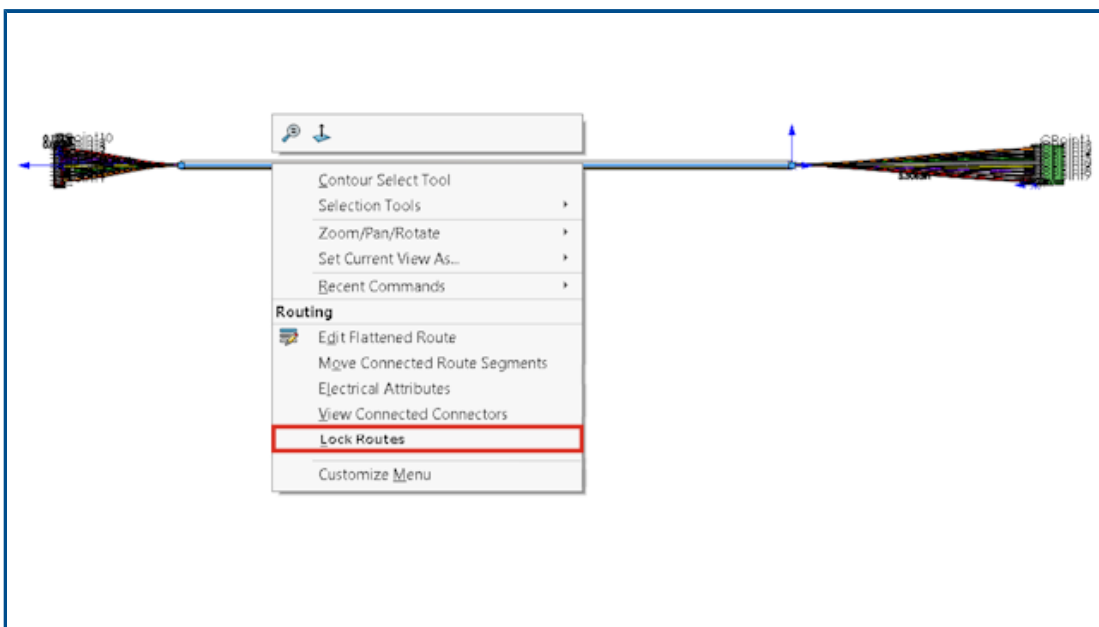 Contour Select Tool
Selection Tools
Zoom/Pan/Rotate
Set Current View As...
Recent Commands
Routing
Edit Flattened Route
Move Connected Route Segments
Electrical Attributes
View Connected Connectors
Lock Routes
Customize Menu